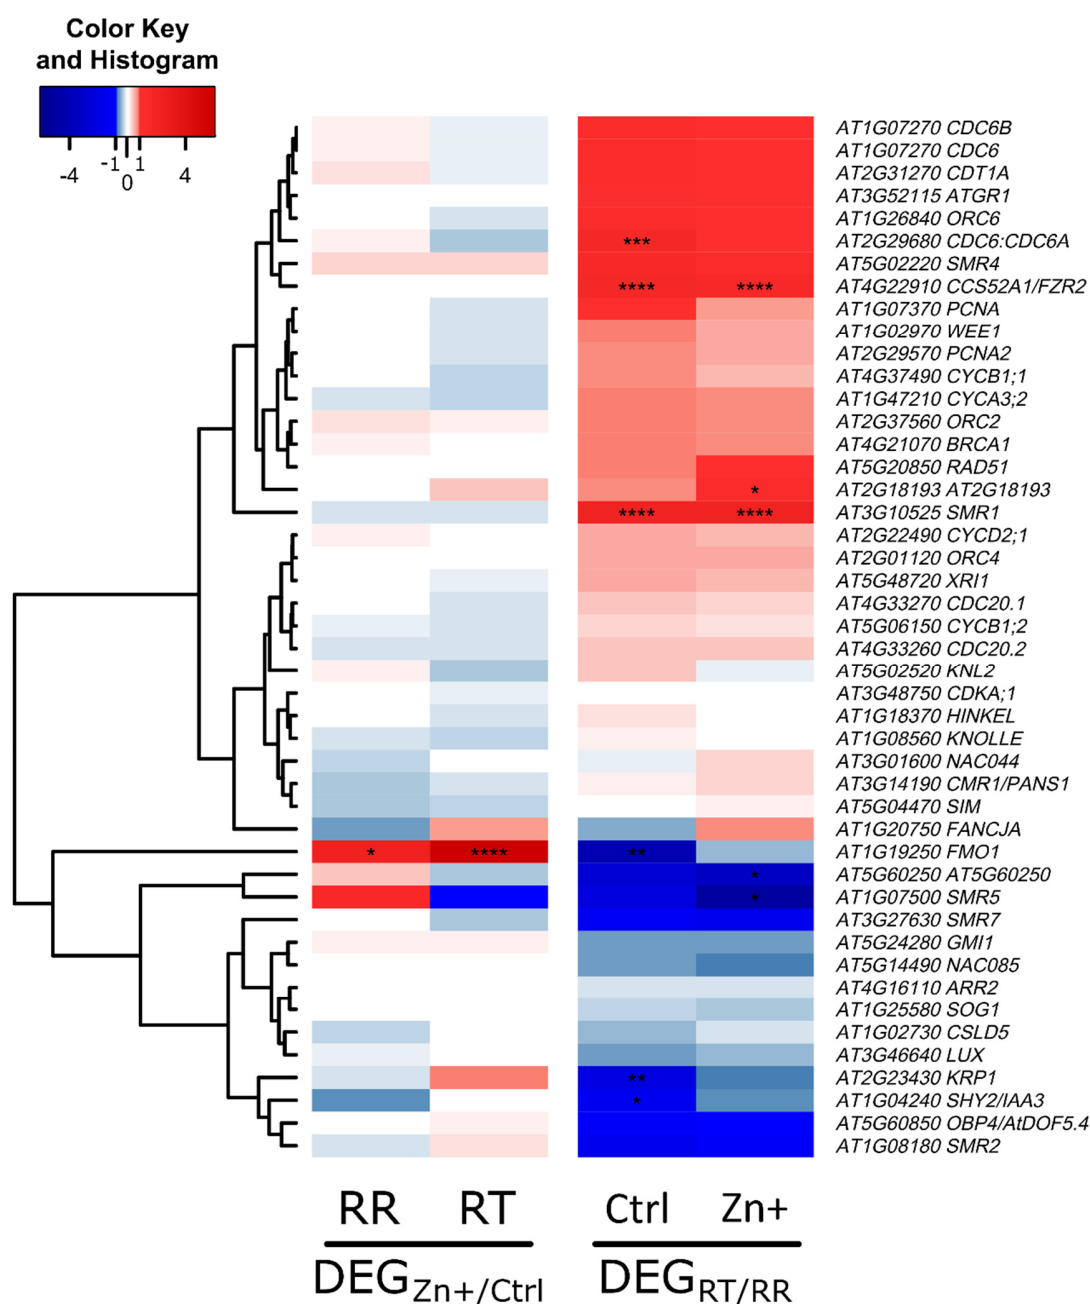 Color Key
and Histogram
-4 -1 0 1 4
AT1G07270 CDC6B
AT1G07270 CDC6
AT2G31270 CDT1A
AT3G52115 ATGR1
AT1G26840 ORC6
*** AT2G29680 CDC6:CDC6A
AT5G02220 SMR4
**** **** AT4G22910 CCS52A1/FZR2
AT1G07370 PCNA
AT1G02970 WEE1
AT2G29570 PCNA2
AT4G37490 CYCB1;1
AT1G47210 CYCA3;2
AT2G37560 ORC2
AT4G21070 BRCA1
AT5G20850 RAD51
* AT2G18193 AT2G18193
**** **** AT3G10525 SMR1
AT2G22490 CYCD2;1
AT2G01120 ORC4
AT5G48720 XRI1
AT4G33270 CDC20.1
AT5G06150 CYCB1;2
AT4G33260 CDC20.2
AT5G02520 KNL2
AT3G48750 CDKA;1
AT1G18370 HINKEL
AT1G08560 KNOLLE
AT3G01600 NAC044
AT3G14190 CMR1/PANS1
AT5G04470 SIM
AT1G20750 FANCJA
* **** ** AT1G19250 FMO1
* AT5G60250 AT5G60250
* AT1G07500 SMR5
AT3G27630 SMR7
AT5G24280 GMI1
AT5G14490 NAC085
AT4G16110 ARR2
AT1G25580 SOG1
AT1G02730 CSLD5
AT3G46640 LUX
** AT2G23430 KRP1
* AT1G04240 SHY2/IAA3
AT5G60850 OBP4/AtDOF5.4
AT1G08180 SMR2
RR RT Ctrl Zn+
DEG Zn+/Ctrl DEG RT/RR